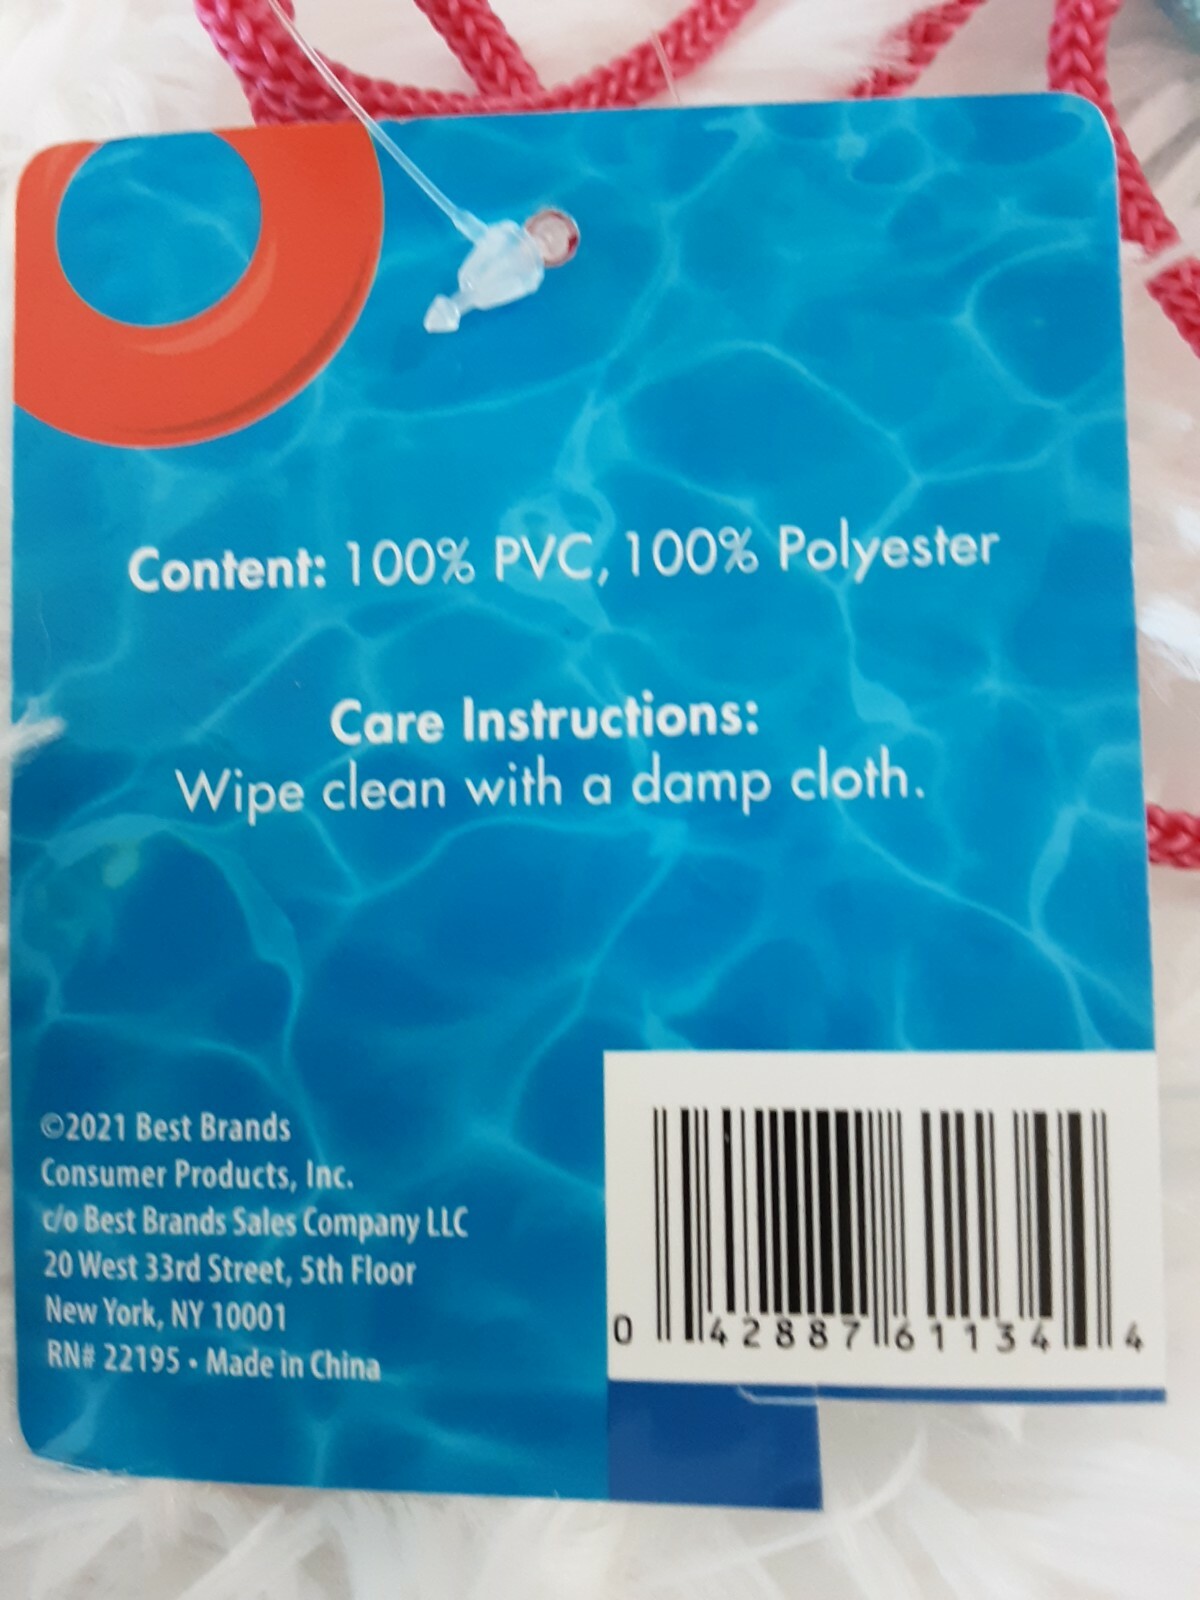 Content: 100% PVC, 100% Polyester
Care Instructions:
Wipe clean with a damp cloth.
©2021 Best Brands
Consumer Products, Inc.
c/o Best Brands Sales Company LLC
20 West 33rd Street, 5th Floor
New York, NY 10001
RN# 22195 • Made in China
0 42887 61134 4